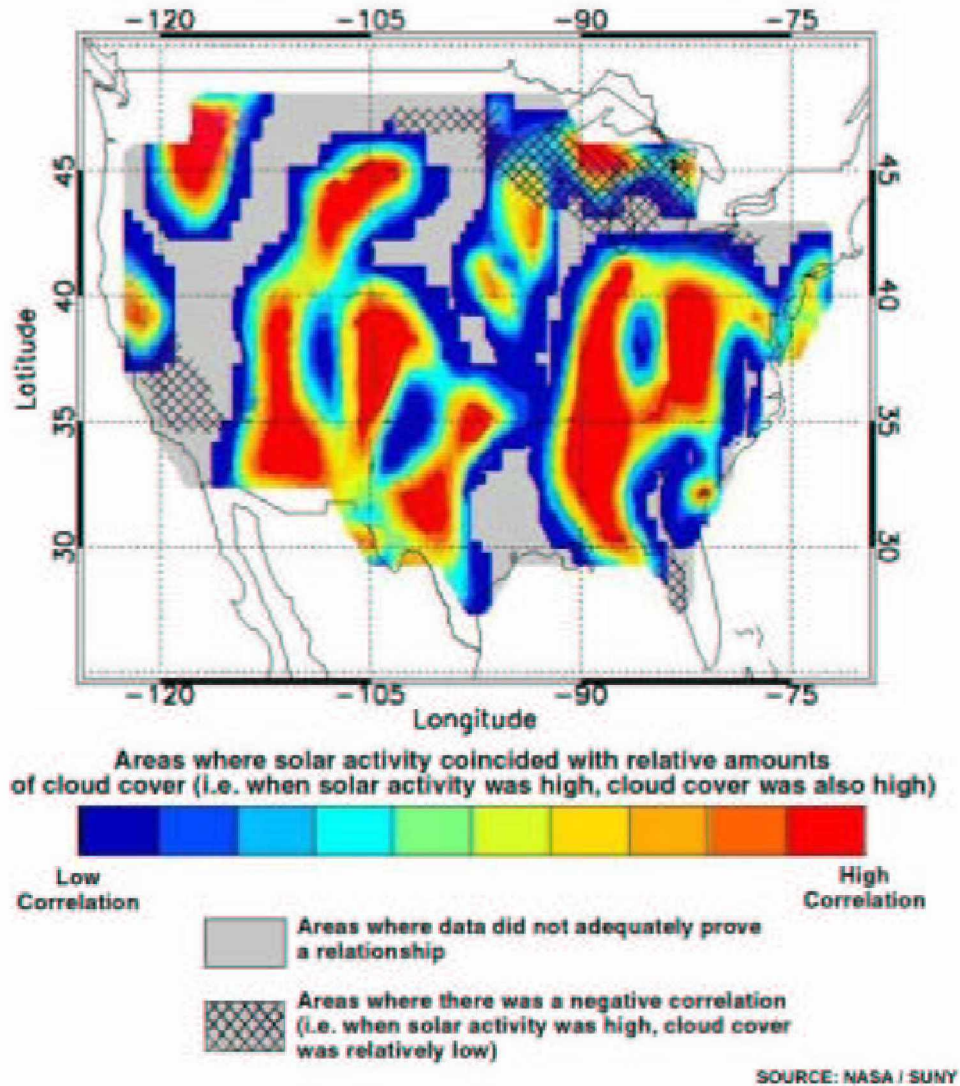 -120 -105 -90 -75
45 45
40 40
35 35
30 30
Latitude
-120 -105 -90 -75
Longitude
Areas where solar activity coincided with relative amounts
of cloud cover (i.e. when solar activity was high, cloud cover was also high)
Low
Correlation
High
Correlation
Areas where data did not adequately prove
a relationship
Areas where there was a negative correlation
(i.e. when solar activity was high, cloud cover
was relatively low)
SOURCE: NASA / SUNY